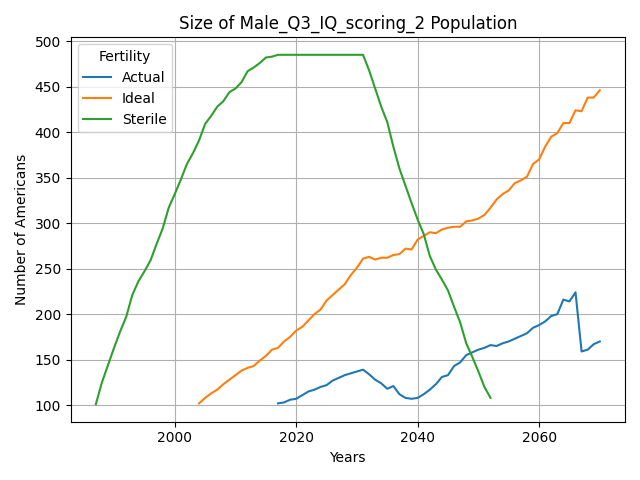 Size of Male_Q3_IQ_scoring_2 Population
Fertility
Actual
Ideal
Sterile
Number of Americans
500
450
400
350
300
250
200
150
100
2000
2020
2040
2060
Years